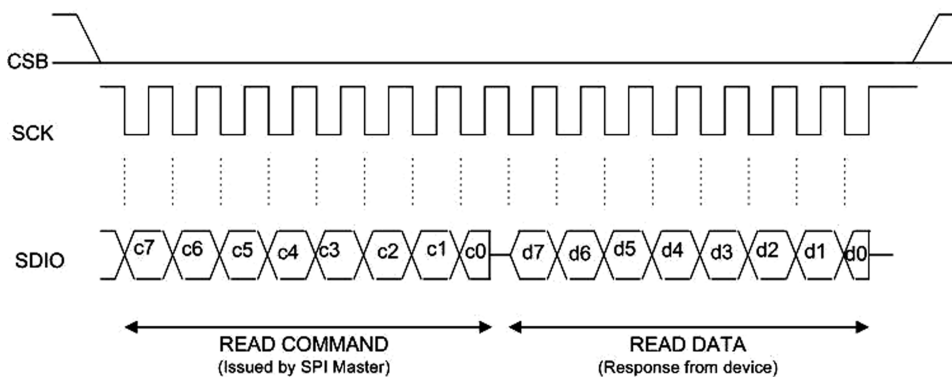 CSB
SCK
SDIO c7 c6 c5 c4 c3 c2 c1 c0 d7 d6 d5 d4 d3 d2 d1 d0
READ COMMAND READ DATA
(Issued by SPI Master) (Response from device)